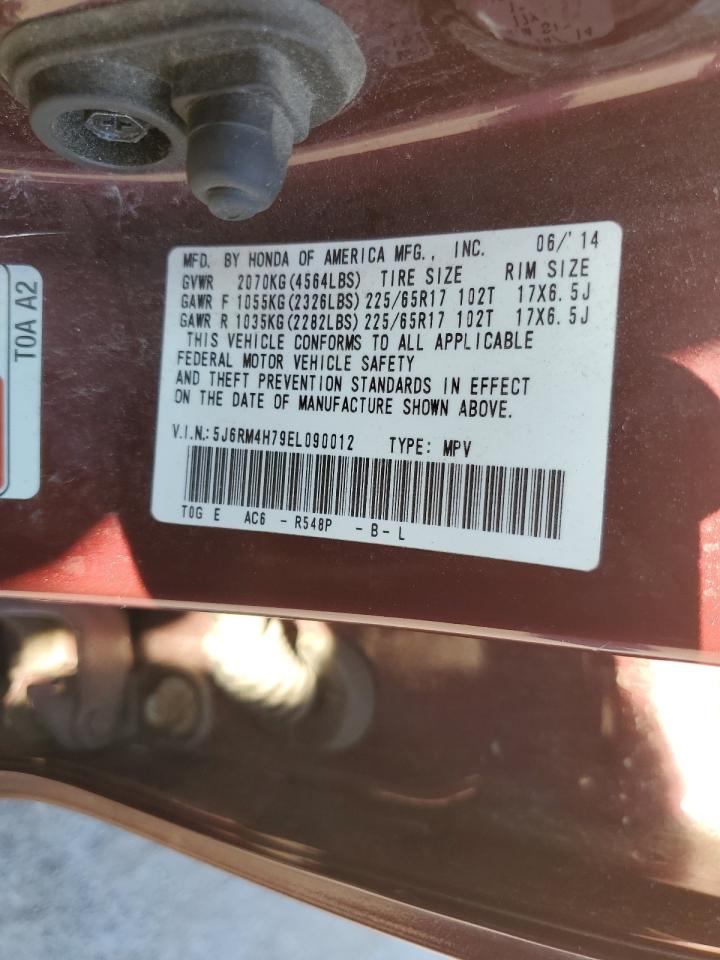 MFD. BY HONDA OF AMERICA MFG., INC. 06/'14
GVWR 2070KG(4564LBS) TIRE SIZE RIM SIZE
GAWR F 1055KG(2326LBS) 225/65R17 102T 17X6.5J
GAWR R 1035KG(2282LBS) 225/65R17 102T 17X6.5J
THIS VEHICLE CONFORMS TO ALL APPLICABLE
FEDERAL MOTOR VEHICLE SAFETY
AND THEFT PREVENTION STANDARDS IN EFFECT
ON THE DATE OF MANUFACTURE SHOWN ABOVE.
V.I.N.: 5J6RM4H79EL090012 TYPE: MPV
T0G E AC6 - R548P - B - L
T0A A2